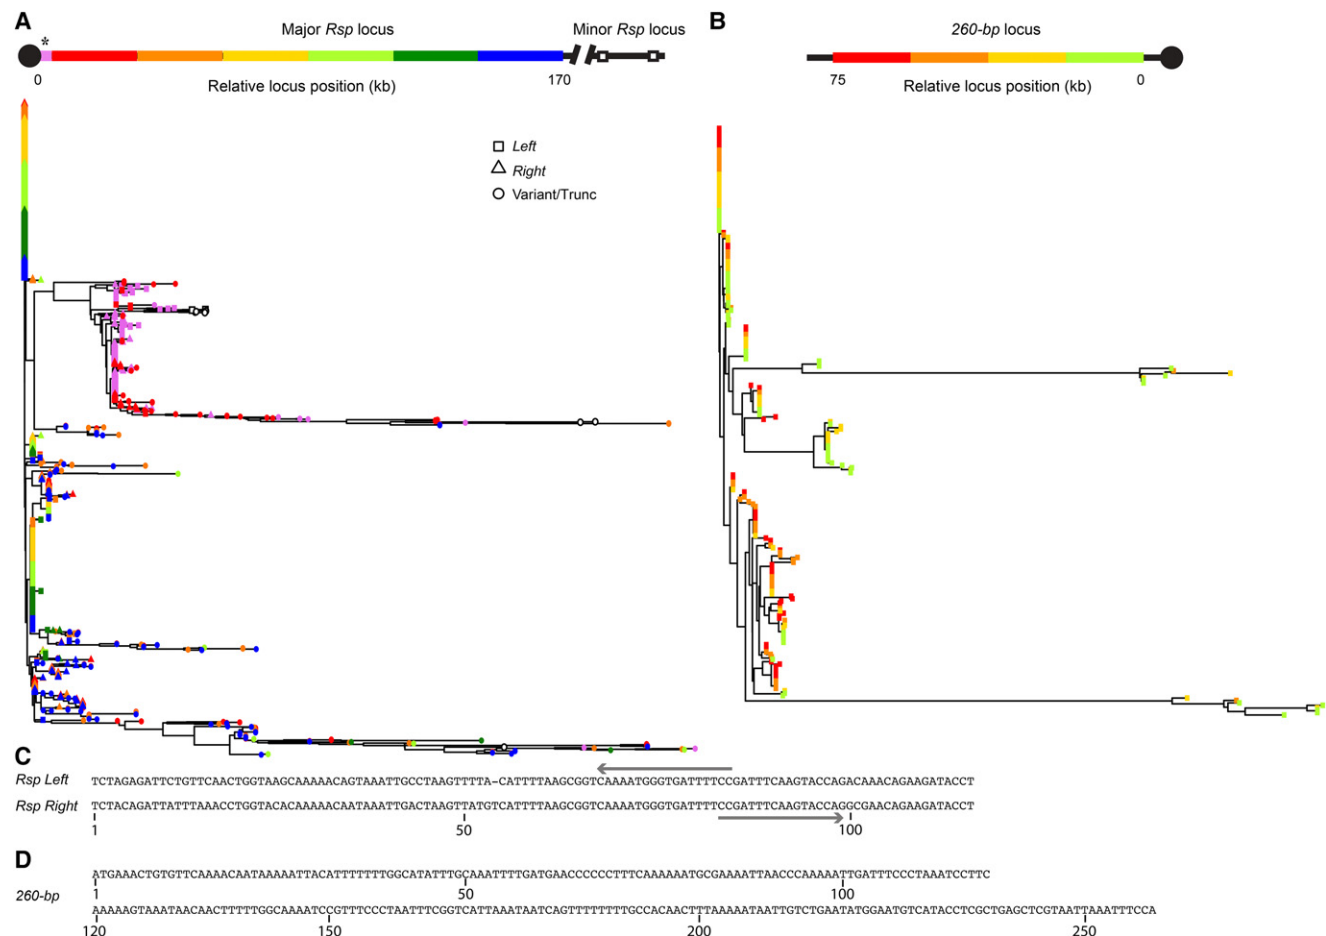 A
B
*
Major Rsp locus
Minor Rsp locus
0
170
Relative locus position (kb)
260-bp locus
75
0
Relative locus position (kb)
Left
Right
Variant/Trunc
C
Rsp Left
TCTAGAGATTCTGTTCAACTGGTAAGCAAAAACAGTAAATTGCCTAAGTTTTA-CATTTTAAGCGGTCAAAATGGGTGATTTTCCGATTTCAAGTACCAGACAAACAGAAGATACCT
Rsp Right
TCTACAGATTATTTAAACCTGGTACACAAAAACAATAAATTGACTAAGTTATGTCATTTTAAGCGGTCAAAATGGGTGATTTTCCGATTTCAAGTACCAGGCGAACAGAAGATACCT
1
50
100
D
260-bp
ATGAAACTGTGTTCAAAACAATAAAAATTACATTTTTTTGGCATATTTGCAAATTTTGATGAACCCCCCTTTCAAAAAATGCGAAAATTAACCCAAAAATTGATTTCCCTAAATCCTTC
1
50
100
AAAAAGTAAATAACAACTTTTTGGCAAAATCCGTTTCCCTAATTTCGGTCATTAAATAATCAGTTTTTTTTGCCACAACTTTAAAAATAATTGTCTGAATATGGAATGTCATACCTCGCTGAGCTCGTAATTAAATTTCCA
120
150
200
250